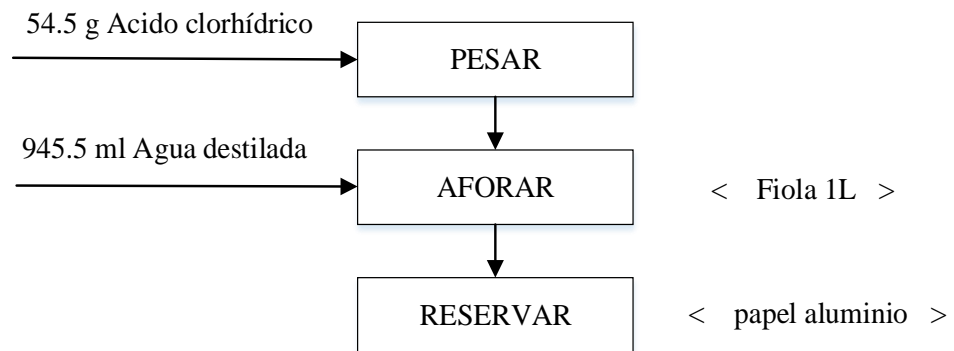 54.5 g Acido clorhídrico
PESAR
945.5 ml Agua destilada
AFORAR
< Fiola 1L >
RESERVAR
< papel aluminio >